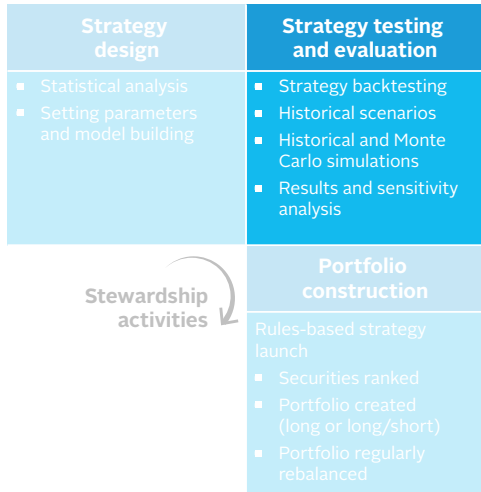 Strategy
design
Statistical analysis
Setting parameters
and model building
Strategy testing
and evaluation
Strategy backtesting
Historical scenarios
Historical and Monte
Carlo simulations
Results and sensitivity
analysis
Stewardship
activities
Portfolio
construction
Rules-based strategy
launch
Securities ranked
Portfolio created
(long or long/short)
Portfolio regularly
rebalanced